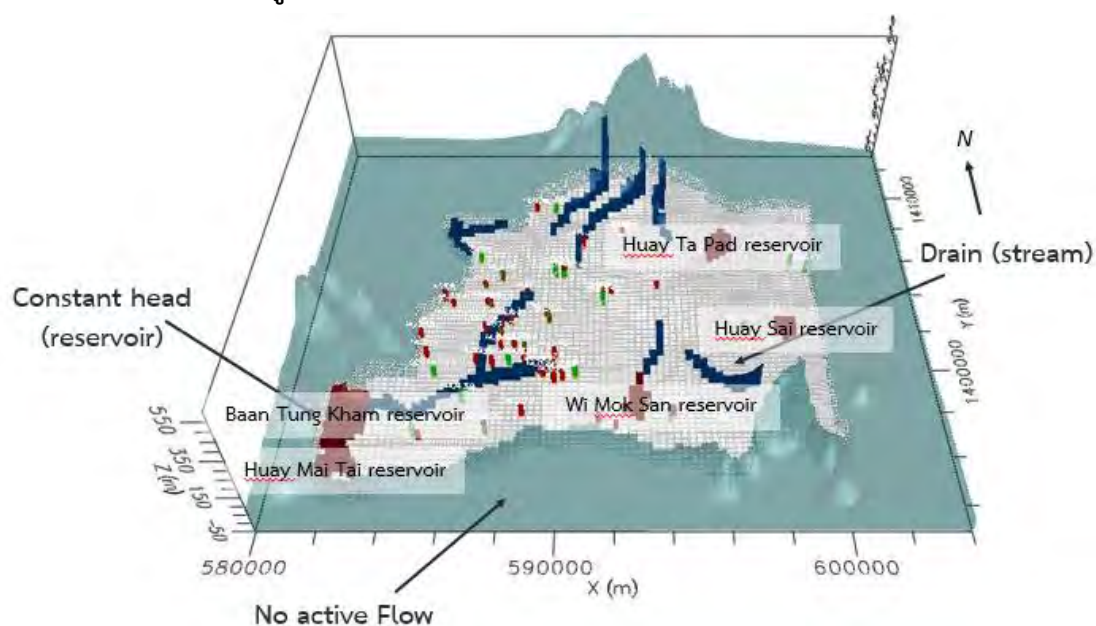 N
1410000
Huay Ta Pad reservoir
Drain (stream)
Constant head
(reservoir)
Y (m)
Huay Sai reservoir
1400000
Baan Tung Kham reservoir
Wi Mok San reservoir
550
350
150
-50
Z (m)
Huay Mai Tai reservoir
580000
590000
600000
X (m)
No active Flow